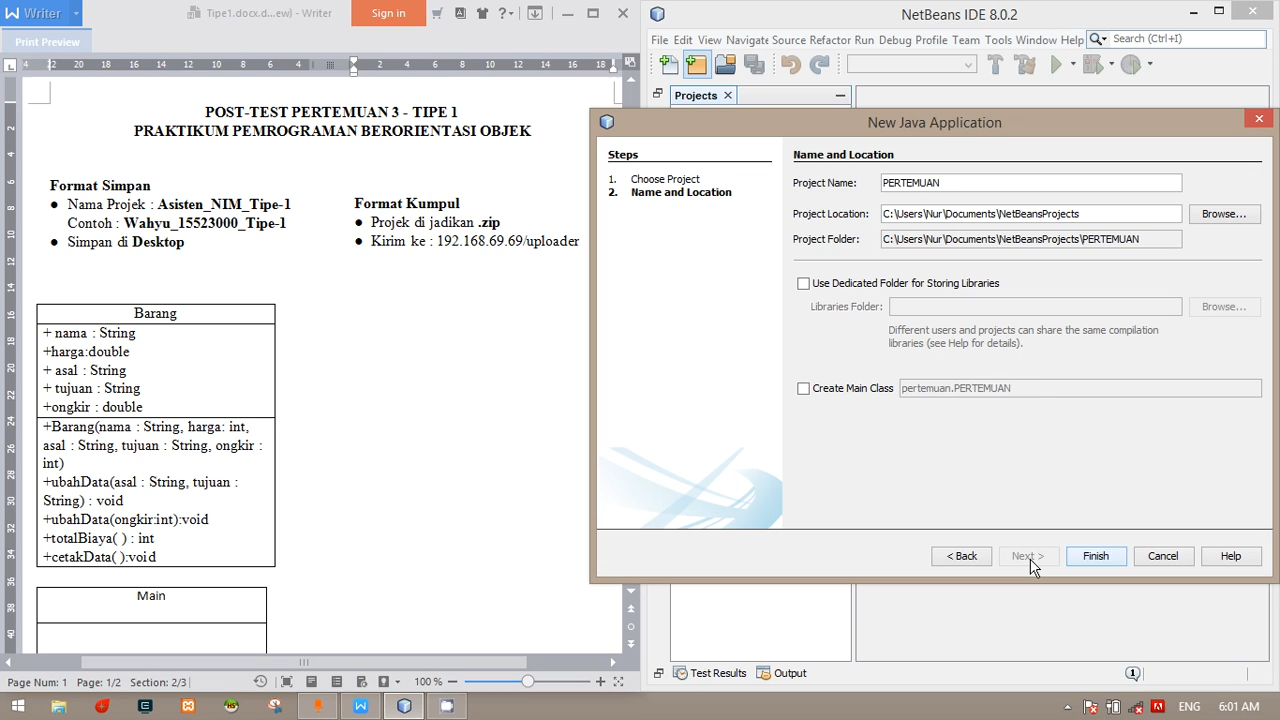 Writer
Tipe1.docx.d...ew) - Writer
Sign in
Print Preview
POST-TEST PERTEMUAN 3 - TIPE 1
PRAKTIKUM PEMROGRAMAN BERORIENTASI OBJEK
Format Simpan
● Nama Projek : Asisten_NIM_Tipe-1
Contoh : Wahyu_15523000_Tipe-1
● Simpan di Desktop
Format Kumpul
● Projek di jadikan .zip
● Kirim ke : 192.168.69.69/uploader
Barang
+ nama : String
+harga:double
+ asal : String
+ tujuan : String
+ongkir : double
+Barang(nama : String, harga: int,
asal : String, tujuan : String, ongkir :
int)
+ubahData(asal : String, tujuan :
String) : void
+ubahData(ongkir:int):void
+totalBiaya( ) : int
+cetakData( ):void
Main
Page Num: 1 Page: 1/2 Section: 2/3
100 %
NetBeans IDE 8.0.2
File Edit View Navigate Source Refactor Run Debug Profile Team Tools Window Help
Search (Ctrl+I)
Projects
New Java Application
Steps
1. Choose Project
2. Name and Location
Name and Location
Project Name: PERTEMUAN
Project Location: C:\Users\Nur\Documents\NetBeansProjects Browse...
Project Folder: C:\Users\Nur\Documents\NetBeansProjects\PERTEMUAN
Use Dedicated Folder for Storing Libraries
Libraries Folder: Browse...
Different users and projects can share the same compilation
libraries (see Help for details).
Create Main Class pertemuan.PERTEMUAN
< Back Next > Finish Cancel Help
Test Results Output
1
ENG 6:01 AM